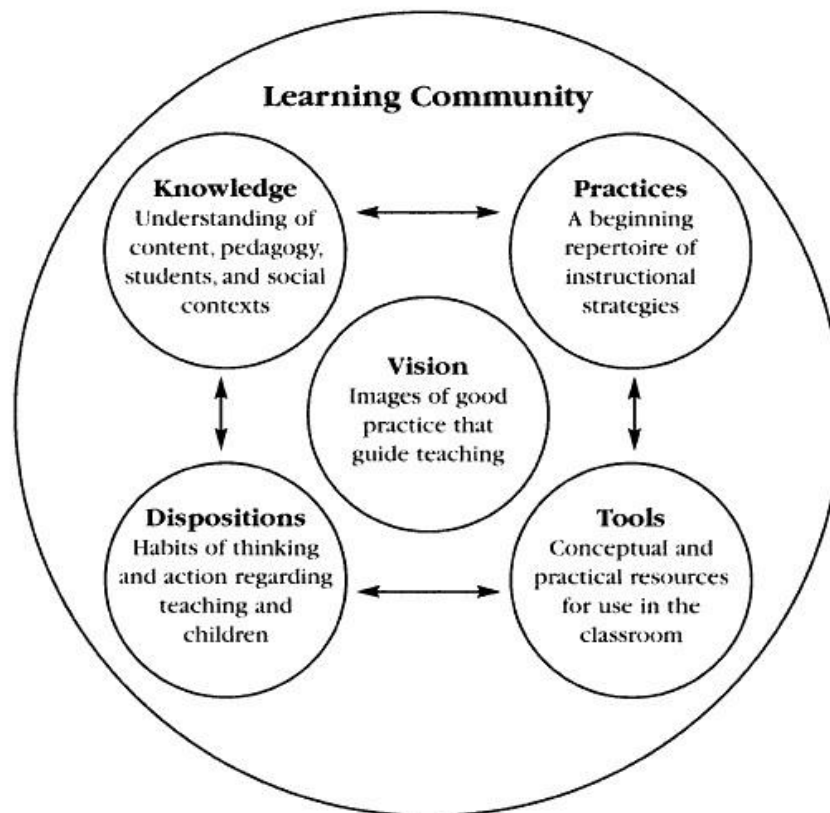 Learning Community
Knowledge
Understanding of
content, pedagogy,
students, and social
contexts
Practices
A beginning
repertoire of
instructional
strategies
Vision
Images of good
practice that
guide teaching
Dispositions
Habits of thinking
and action regarding
teaching and
children
Tools
Conceptual and
practical resources
for use in the
classroom